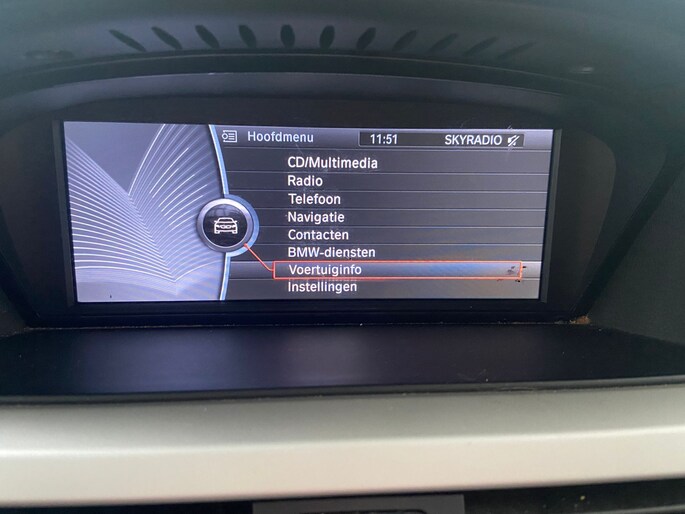 Hoofdmenu 11:51 SKYRADIO
CD/Multimedia
Radio
Telefoon
Navigatie
Contacten
BMW-diensten
Voertuiginfo
Instellingen